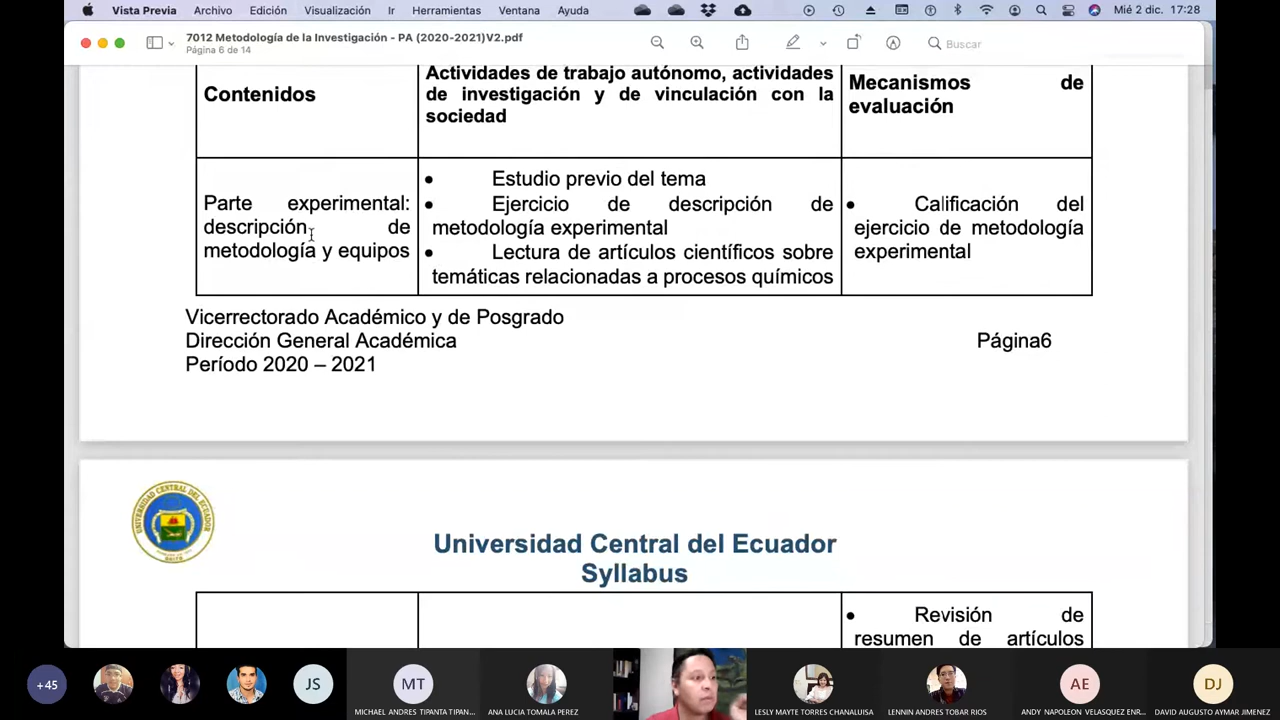 Vista Previa Archivo Edición Visualización Ir Herramientas Ventana Ayuda Mié 2 dic. 17:28
7012 Metodología de la Investigación - PA (2020-2021)V2.pdf
Página 6 de 14
Buscar
Contenidos
Actividades de trabajo autónomo, actividades
de investigación y de vinculación con la
sociedad
Mecanismos de
evaluación
Parte experimental:
descripción de
metodología y equipos
• Estudio previo del tema
• Ejercicio de descripción de
metodología experimental
• Lectura de artículos científicos sobre
temáticas relacionadas a procesos químicos
• Calificación del
ejercicio de metodología
experimental
Vicerrectorado Académico y de Posgrado
Dirección General Académica
Período 2020 – 2021
Página6
UNIVERSIDAD CENTRAL DEL ECUADOR
QUITO
Universidad Central del Ecuador
Syllabus
• Revisión de
resumen de artículos
+45
JS
MT
MICHAEL ANDRES TIPANTA TIPAN...
ANA LUCIA TOMALA PEREZ
LESLY MAYTE TORRES CHANALUISA
LENNIN ANDRES TOBAR RIOS
AE
ANDY NAPOLEON VELASQUEZ ENR...
DJ
DAVID AUGUSTO AYMAR JIMENEZ